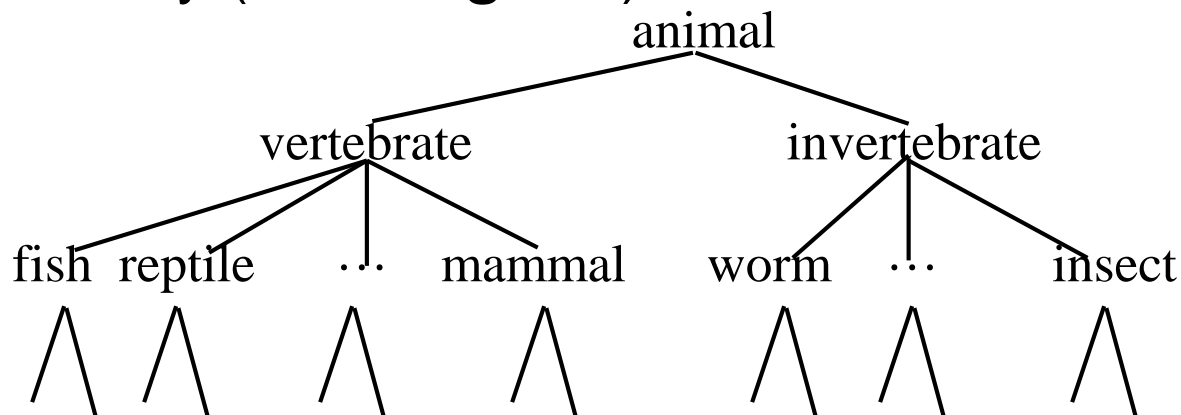 animal
vertebrate invertebrate
fish reptile ... mammal worm ... insect